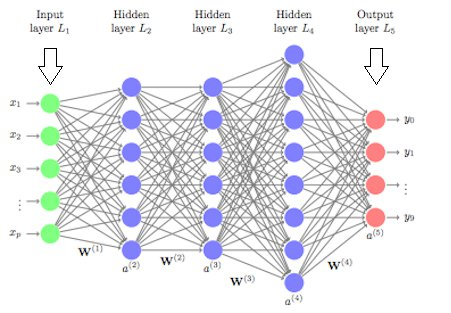 Input
layer L₁
Hidden
layer L₂
Hidden
layer L₃
Hidden
layer L₄
Output
layer L₅
x₁
x₂
x₃
⋮
xₚ
y₀
y₁
⋮
y₉
W⁽¹⁾
a⁽²⁾
W⁽²⁾
a⁽³⁾
W⁽³⁾
a⁽⁴⁾
W⁽⁴⁾
a⁽⁵⁾